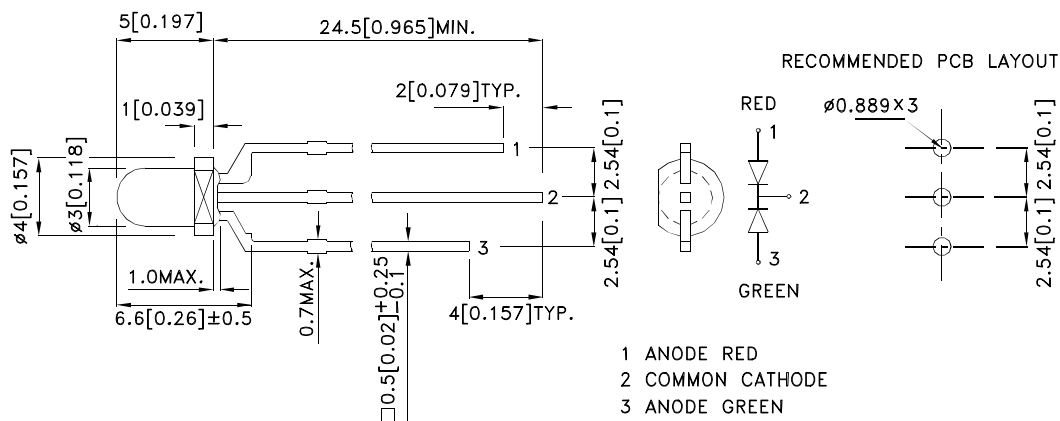 5[0.197]
24.5[0.965]MIN.
RECOMMENDED PCB LAYOUT
2[0.079]TYP.
1[0.039]
RED
ø0.889×3
1
1
2.54[0.1]
2.54[0.1]
ø4[0.157]
ø3[0.118]
2
2
3
3
2.54[0.1]
2.54[0.1]
1.0MAX.
GREEN
6.6[0.26]±0.5
0.7MAX.
□0.5[0.02]+0.25
-0.1
4[0.157]TYP.
1 ANODE RED
2 COMMON CATHODE
3 ANODE GREEN